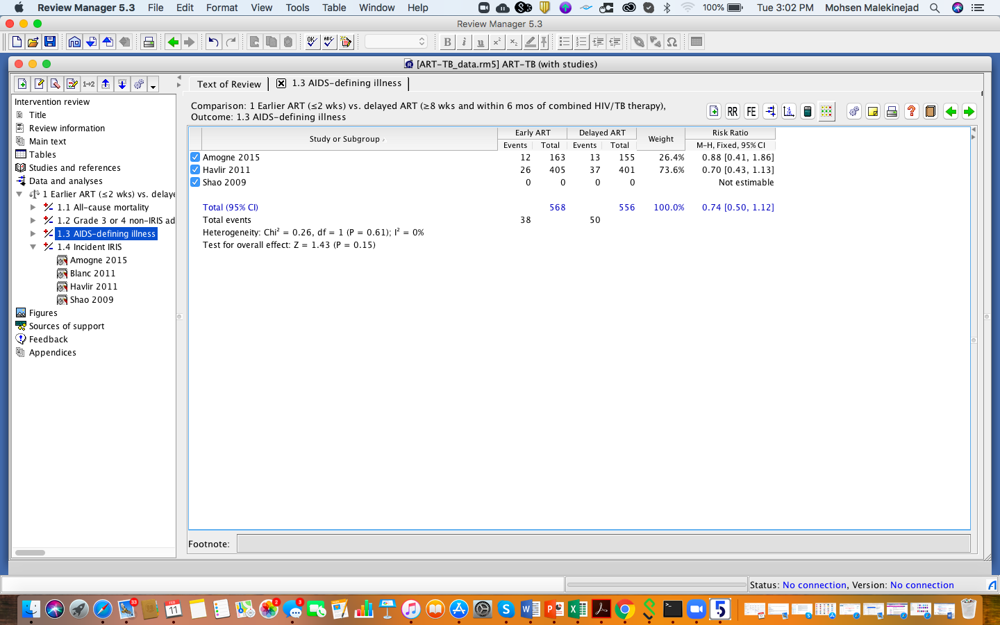 Review Manager 5.3 File Edit Format View Tools Table Window Help 100% Tue 3:02 PM Mohsen Malekinejad
Review Manager 5.3
[ART-TB_data.rm5] ART-TB (with studies)
Text of Review 1.3 AIDS-defining illness
Intervention review
Title
Review information
Main text
Tables
Studies and references
Data and analyses
1 Earlier ART (≤2 wks) vs. delaye
1.1 All-cause mortality
1.2 Grade 3 or 4 non-IRIS ad
1.3 AIDS-defining illness
1.4 Incident IRIS
Amogne 2015
Blanc 2011
Havlir 2011
Shao 2009
Figures
Sources of support
Feedback
Appendices
Comparison: 1 Earlier ART (≤2 wks) vs. delayed ART (≥8 wks and within 6 mos of combined HIV/TB therapy),
Outcome: 1.3 AIDS-defining illness
RR FE
Study or Subgroup Early ART Delayed ART Weight Risk Ratio
Events Total Events Total M-H, Fixed, 95% CI
Amogne 2015 12 163 13 155 26.4% 0.88 [0.41, 1.86]
Havlir 2011 26 405 37 401 73.6% 0.70 [0.43, 1.13]
Shao 2009 0 0 0 0 Not estimable
Total (95% CI) 568 556 100.0% 0.74 [0.50, 1.12]
Total events 38 50
Heterogeneity: Chi² = 0.26, df = 1 (P = 0.61); I² = 0%
Test for overall effect: Z = 1.43 (P = 0.15)
Footnote:
Status: No connection, Version: No connection